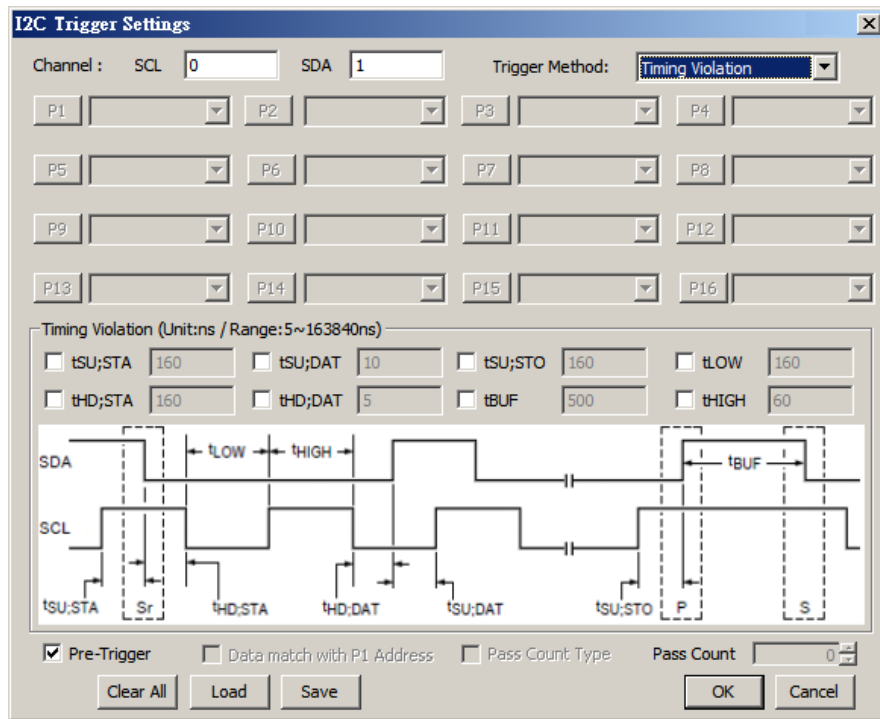 I2C Trigger Settings
Channel : SCL 0 SDA 1 Trigger Method: Timing Violation
P1 P2 P3 P4
P5 P6 P7 P8
P9 P10 P11 P12
P13 P14 P15 P16
Timing Violation (Unit:ns / Range:5~163840ns)
tSU;STA 160 tSU;DAT 10 tSU;STO 160 tLOW 160
tHD;STA 160 tHD;DAT 5 tBUF 500 tHIGH 60
SDA tLOW tHIGH tBUF
SCL
tSU;STA Sr tHD;STA tHD;DAT tSU;DAT tSU;STO P S
Pre-Trigger Data match with P1 Address Pass Count Type Pass Count 0
Clear All Load Save OK Cancel